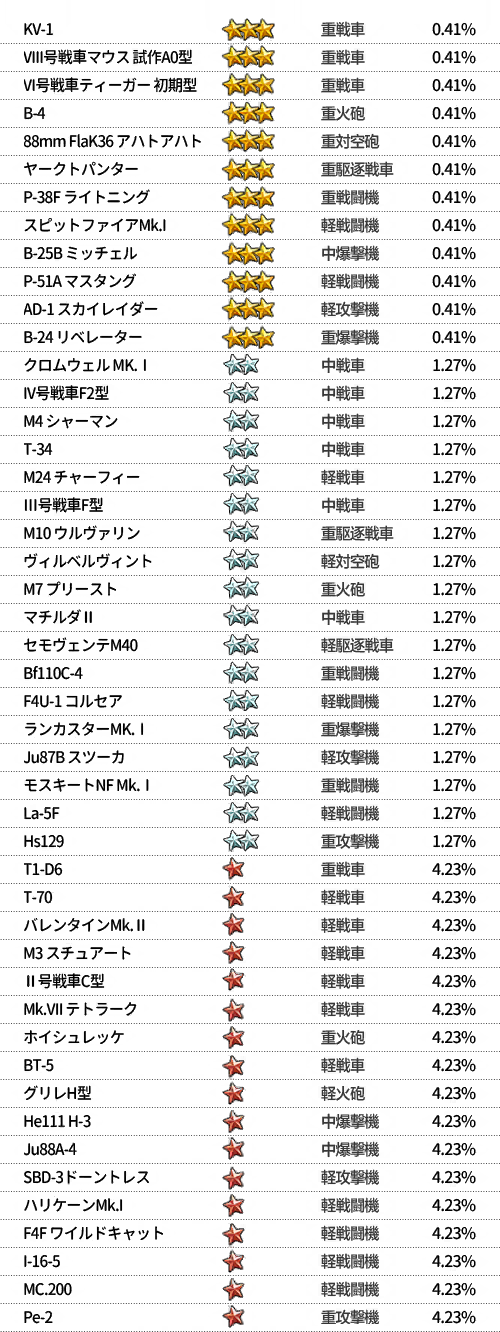 KV-1 重戦車 0.41%
VIII号戦車マウス 試作A0型 重戦車 0.41%
VI号戦車ティーガー 初期型 重戦車 0.41%
B-4 重火砲 0.41%
88mm FlaK36 アハトアハト 重対空砲 0.41%
ヤークトパンター 重駆逐戦車 0.41%
P-38F ライトニング 重戦闘機 0.41%
スピットファイアMk.I 軽戦闘機 0.41%
B-25B ミッチェル 中爆撃機 0.41%
P-51A マスタング 軽戦闘機 0.41%
AD-1 スカイレイダー 軽攻撃機 0.41%
B-24 リベレーター 重爆撃機 0.41%
クロムウェル MK.Ⅰ 中戦車 1.27%
IV号戦車F2型 中戦車 1.27%
M4 シャーマン 中戦車 1.27%
T-34 中戦車 1.27%
M24 チャーフィー 軽戦車 1.27%
III号戦車F型 中戦車 1.27%
M10 ウルヴァリン 重駆逐戦車 1.27%
ヴィルベルヴィント 軽対空砲 1.27%
M7 プリースト 重火砲 1.27%
マチルダⅡ 中戦車 1.27%
セモヴェンテM40 軽駆逐戦車 1.27%
Bf110C-4 重戦闘機 1.27%
F4U-1 コルセア 軽戦闘機 1.27%
ランカスターMK.Ⅰ 重爆撃機 1.27%
Ju87B スツーカ 軽攻撃機 1.27%
モスキートNF Mk.Ⅰ 重戦闘機 1.27%
La-5F 軽戦闘機 1.27%
Hs129 重攻撃機 1.27%
T1-D6 重戦車 4.23%
T-70 軽戦車 4.23%
バレンタインMk.Ⅱ 軽戦車 4.23%
M3 スチュアート 軽戦車 4.23%
Ⅱ号戦車C型 軽戦車 4.23%
Mk.VII テトラーク 軽戦車 4.23%
ホイシュレッケ 重火砲 4.23%
BT-5 軽戦車 4.23%
グリレH型 軽火砲 4.23%
He111 H-3 中爆撃機 4.23%
Ju88A-4 中爆撃機 4.23%
SBD-3ドーントレス 軽攻撃機 4.23%
ハリケーンMk.I 軽戦闘機 4.23%
F4F ワイルドキャット 軽戦闘機 4.23%
I-16-5 軽戦闘機 4.23%
MC.200 軽戦闘機 4.23%
Pe-2 重攻撃機 4.23%